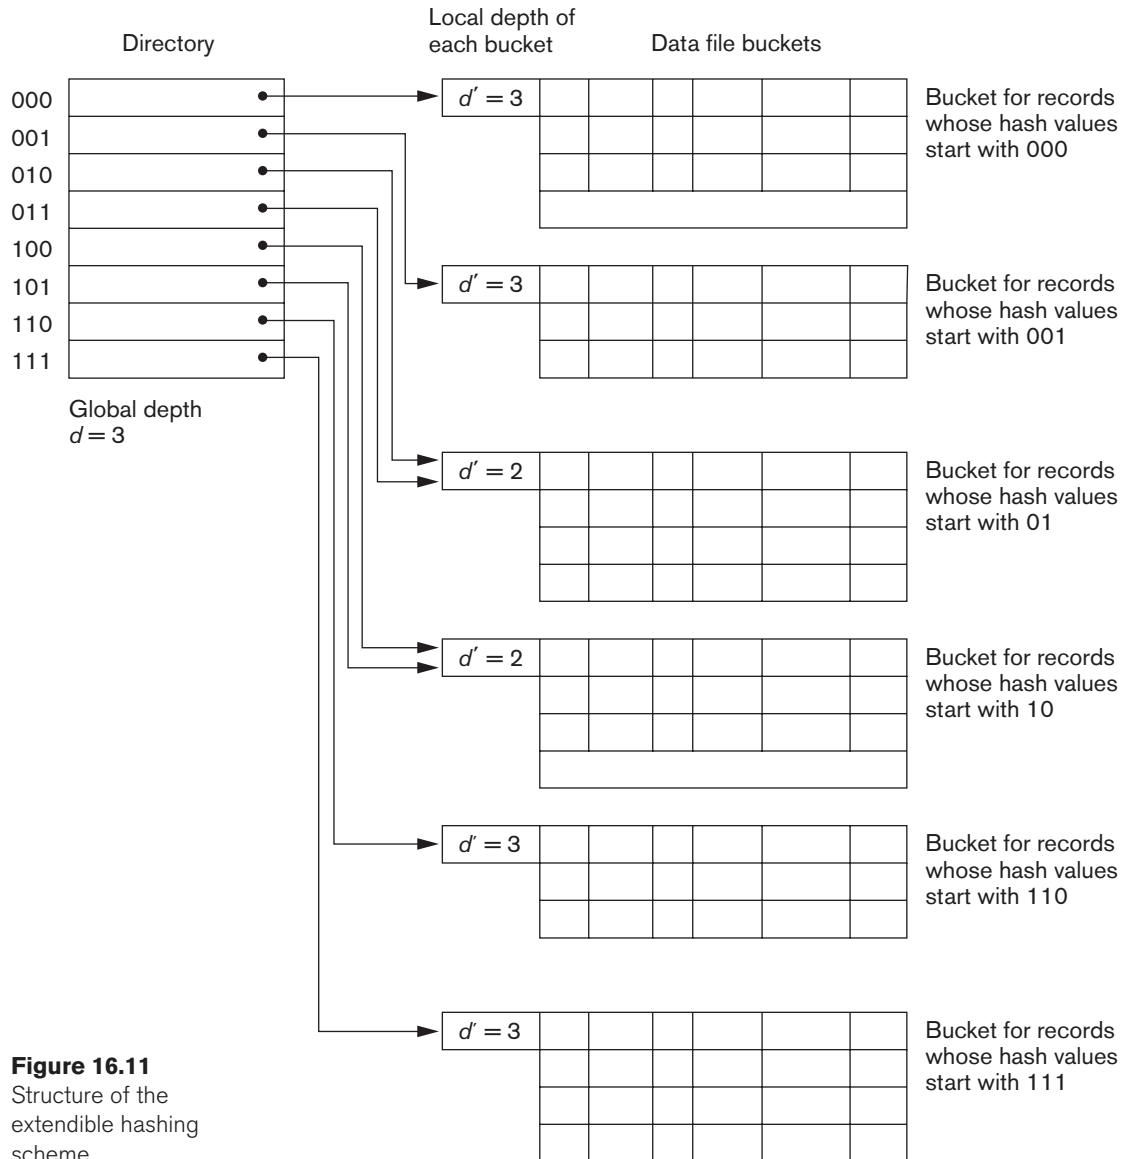 Directory
Local depth of
each bucket
Data file buckets
000
001
010
011
100
101
110
111
Global depth
d = 3
d′ = 3
Bucket for records
whose hash values
start with 000
d′ = 3
Bucket for records
whose hash values
start with 001
d′ = 2
Bucket for records
whose hash values
start with 01
d′ = 2
Bucket for records
whose hash values
start with 10
d′ = 3
Bucket for records
whose hash values
start with 110
d′ = 3
Bucket for records
whose hash values
start with 111
Figure 16.11
Structure of the
extendible hashing
scheme